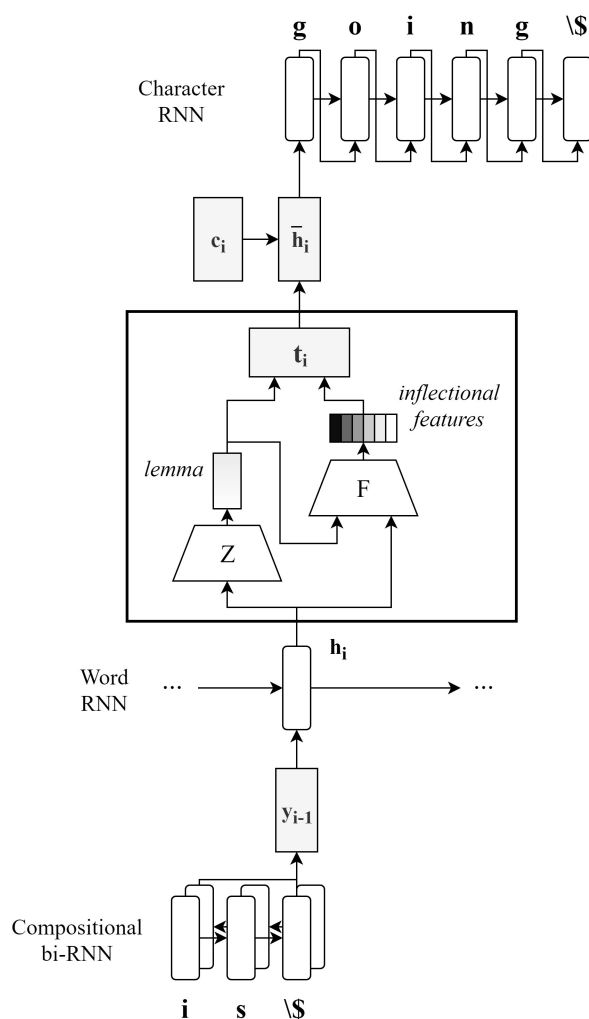 g o i n g \$
Character
RNN
c_i
h̄_i
t_i
inflectional
features
lemma
F
Z
h_i
Word
RNN
...
...
y_{i-1}
Compositional
bi-RNN
i s \$